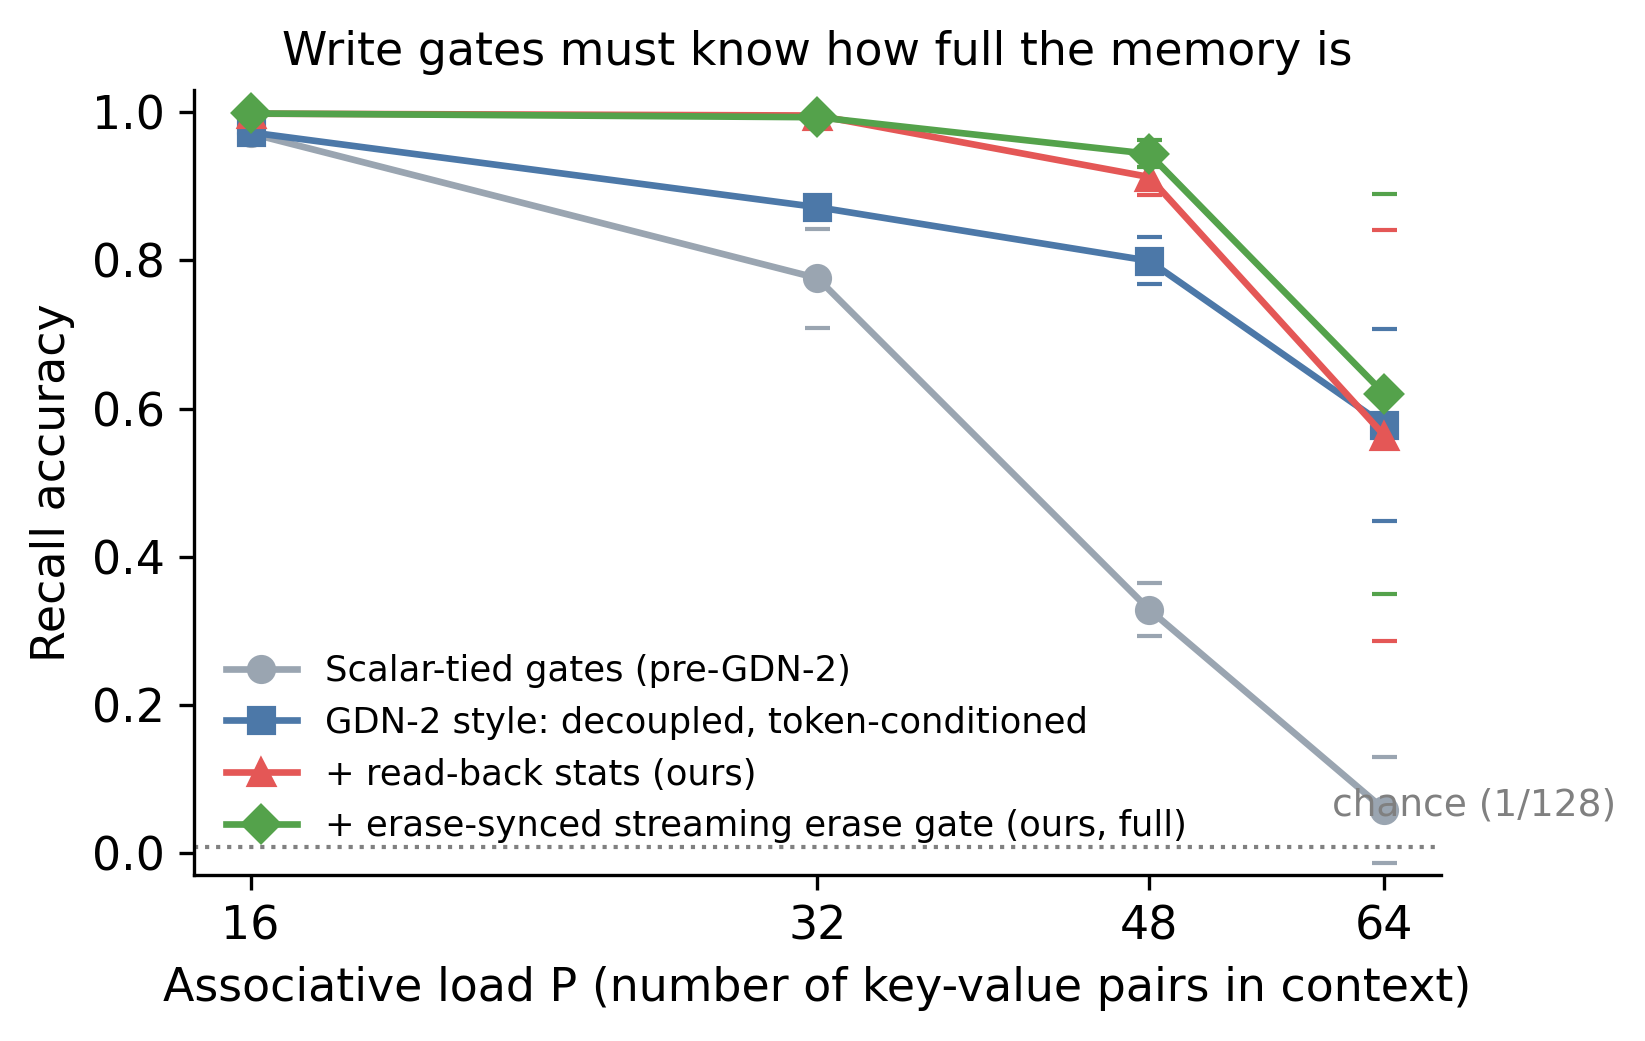 Write gates must know how full the memory is
1.0
0.8
0.6
0.4
0.2
0.0
Recall accuracy
Scalar-tied gates (pre-GDN-2)
GDN-2 style: decoupled, token-conditioned
+ read-back stats (ours)
+ erase-synced streaming erase gate (ours, full)
chance (1/128)
16 32 48 64
Associative load P (number of key-value pairs in context)